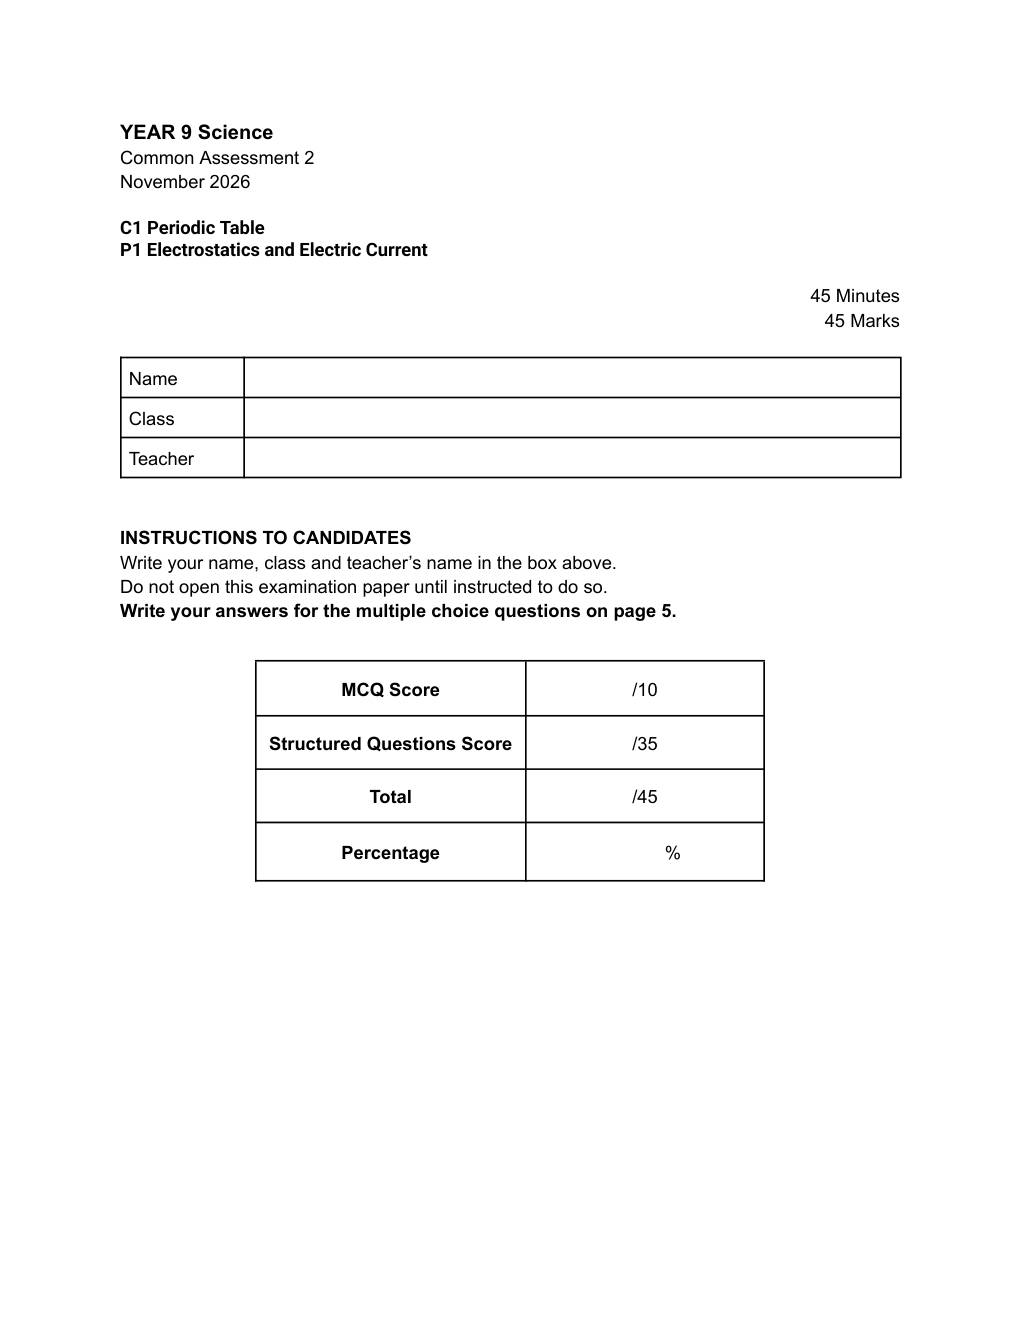 YEAR 9 Science
Common Assessment 2
November 2026
C1 Periodic Table
P1 Electrostatics and Electric Current
45 Minutes
45 Marks
Name
Class
Teacher
INSTRUCTIONS TO CANDIDATES
Write your name, class and teacher’s name in the box above.
Do not open this examination paper until instructed to do so.
Write your answers for the multiple choice questions on page 5.
MCQ Score /10
Structured Questions Score /35
Total /45
Percentage %